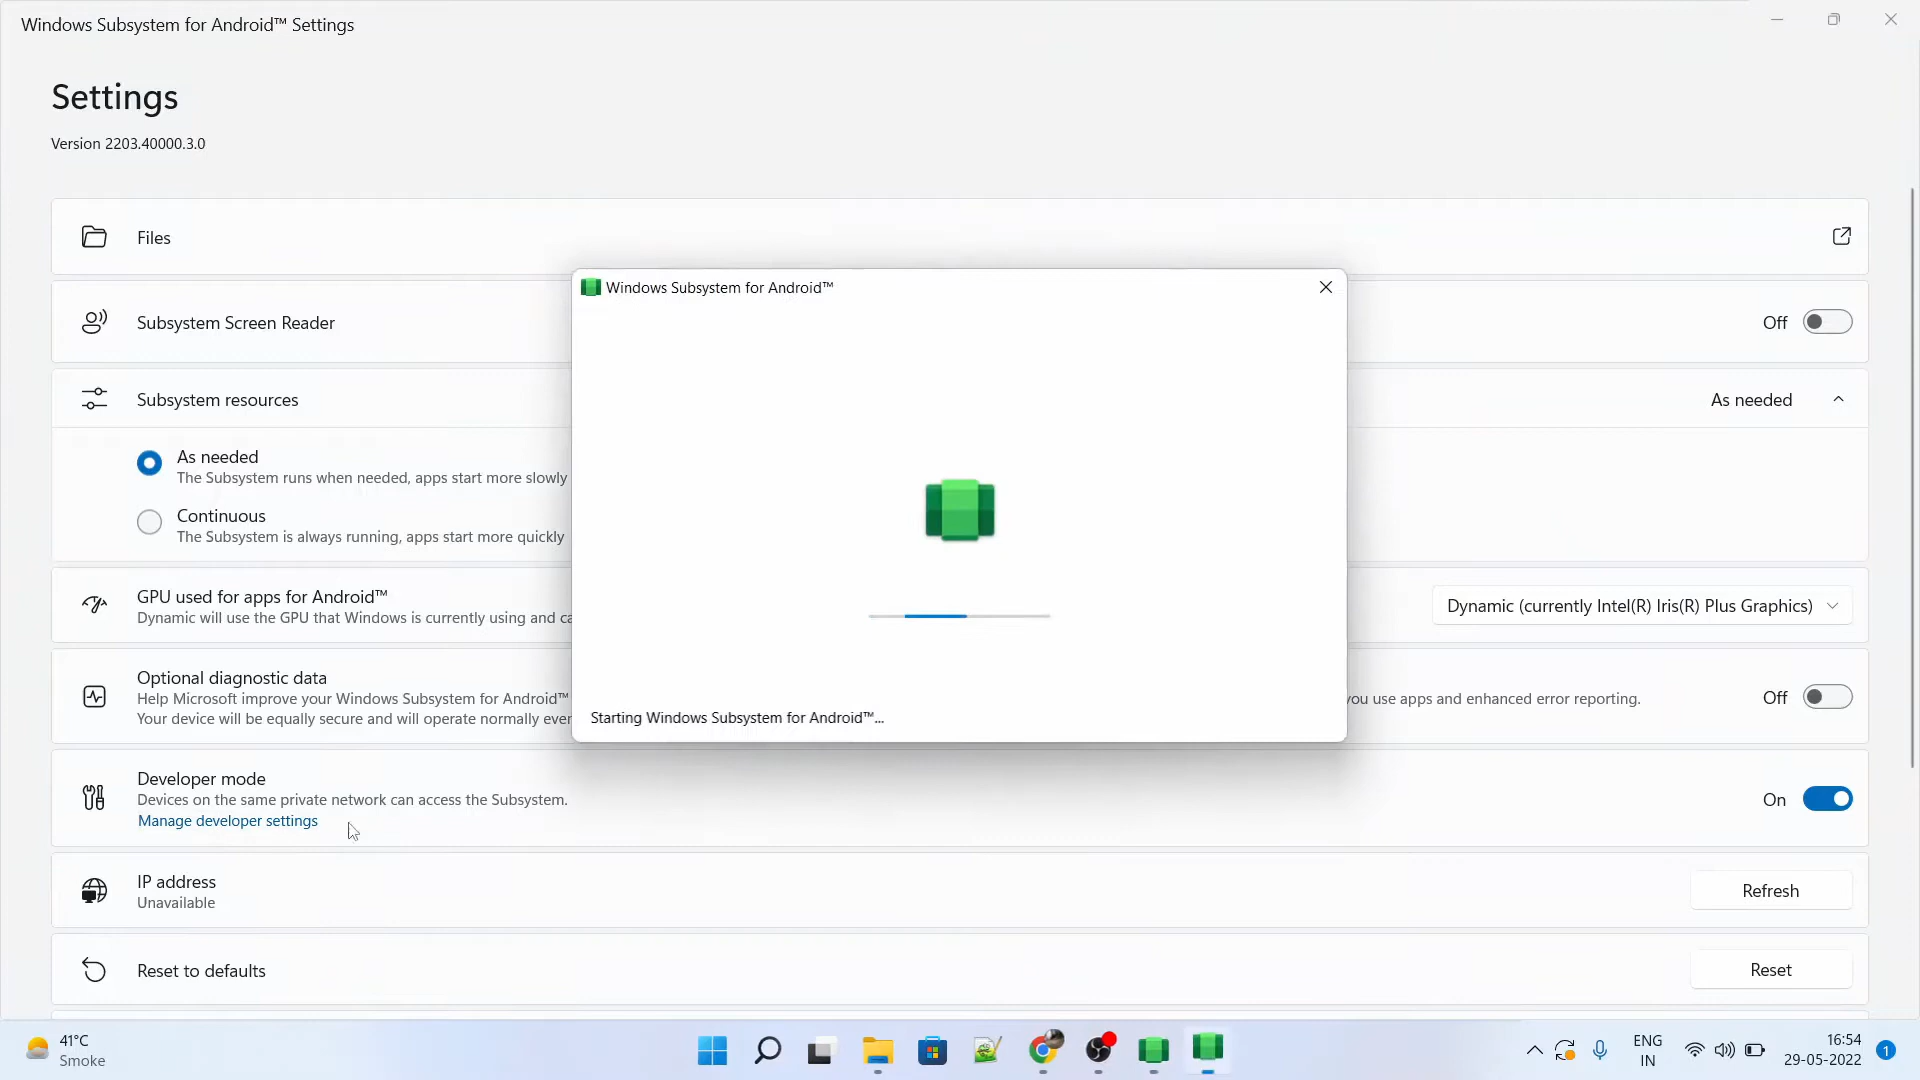 Windows Subsystem for Android™ Settings
Settings
Version 2203.40000.3.0
Files
Windows Subsystem for Android™
Subsystem Screen Reader
Off
Subsystem resources
As needed
As needed
The Subsystem runs when needed, apps start more slowly
Continuous
The Subsystem is always running, apps start more quickly
GPU used for apps for Android™
Dynamic will use the GPU that Windows is currently using and
Dynamic (currently Intel(R) Iris(R) Plus Graphics)
Optional diagnostic data
Help Microsoft improve your Windows Subsystem for Android™
you use apps and enhanced error reporting.
Your device will be equally secure and will operate normally
Off
Starting Windows Subsystem for Android™...
Developer mode
Devices on the same private network can access the Subsystem.
Manage developer settings
On
IP address
Unavailable
Refresh
Reset to defaults
Reset
41°C
Smoke
ENG
IN
16:54
29-05-2022
1